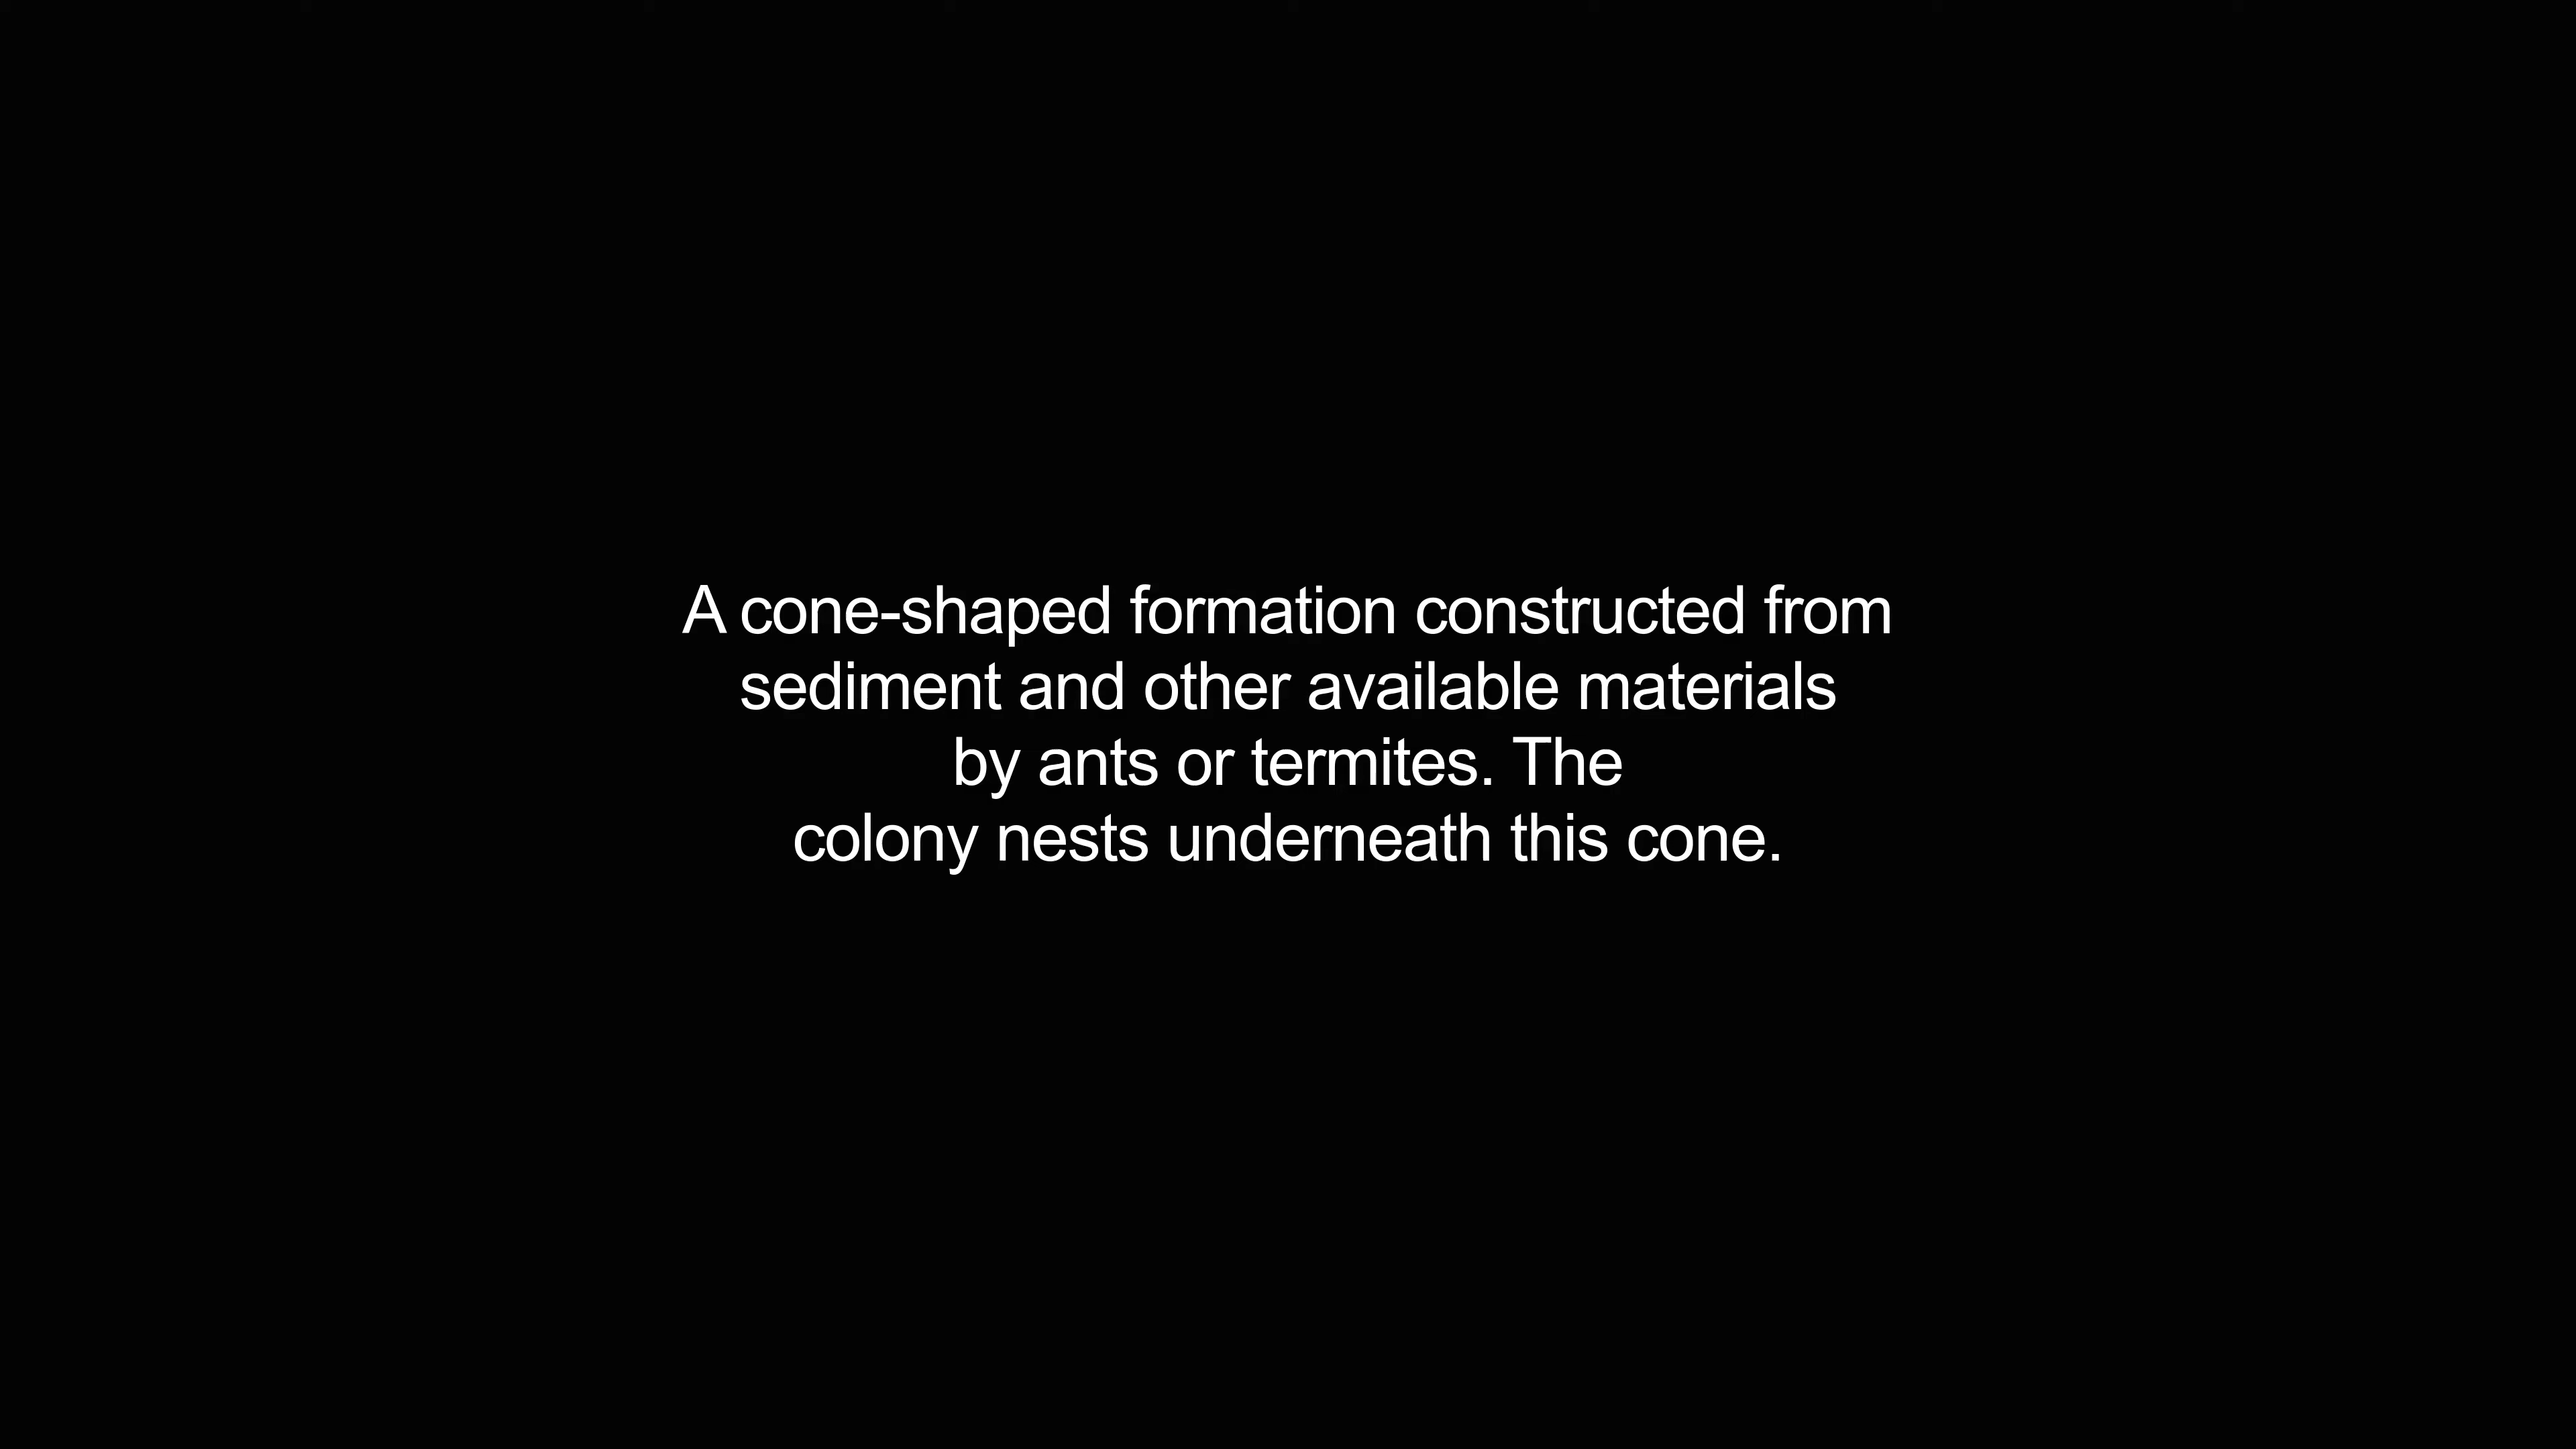 A cone-shaped formation constructed from
sediment and other available materials
by ants or termites. The
colony nests underneath this cone.